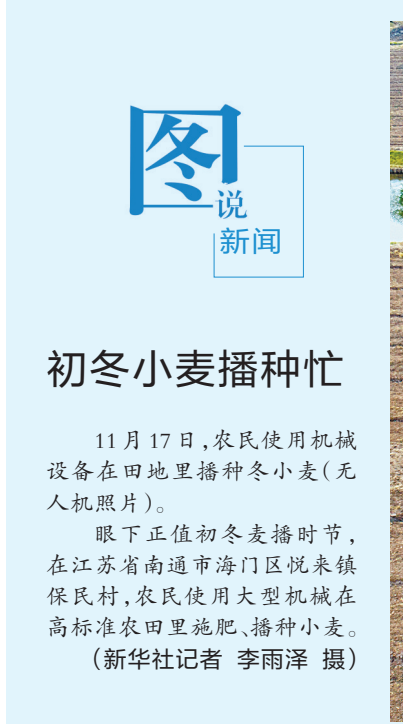 图说
新闻
初冬小麦播种忙
11月17日,农民使用机械
设备在田地里播种冬小麦(无
人机照片)。
眼下正值初冬麦播时节,
在江苏省南通市海门区悦来镇
保民村,农民使用大型机械在
高标准农田里施肥、播种小麦。
(新华社记者 李雨泽 摄)